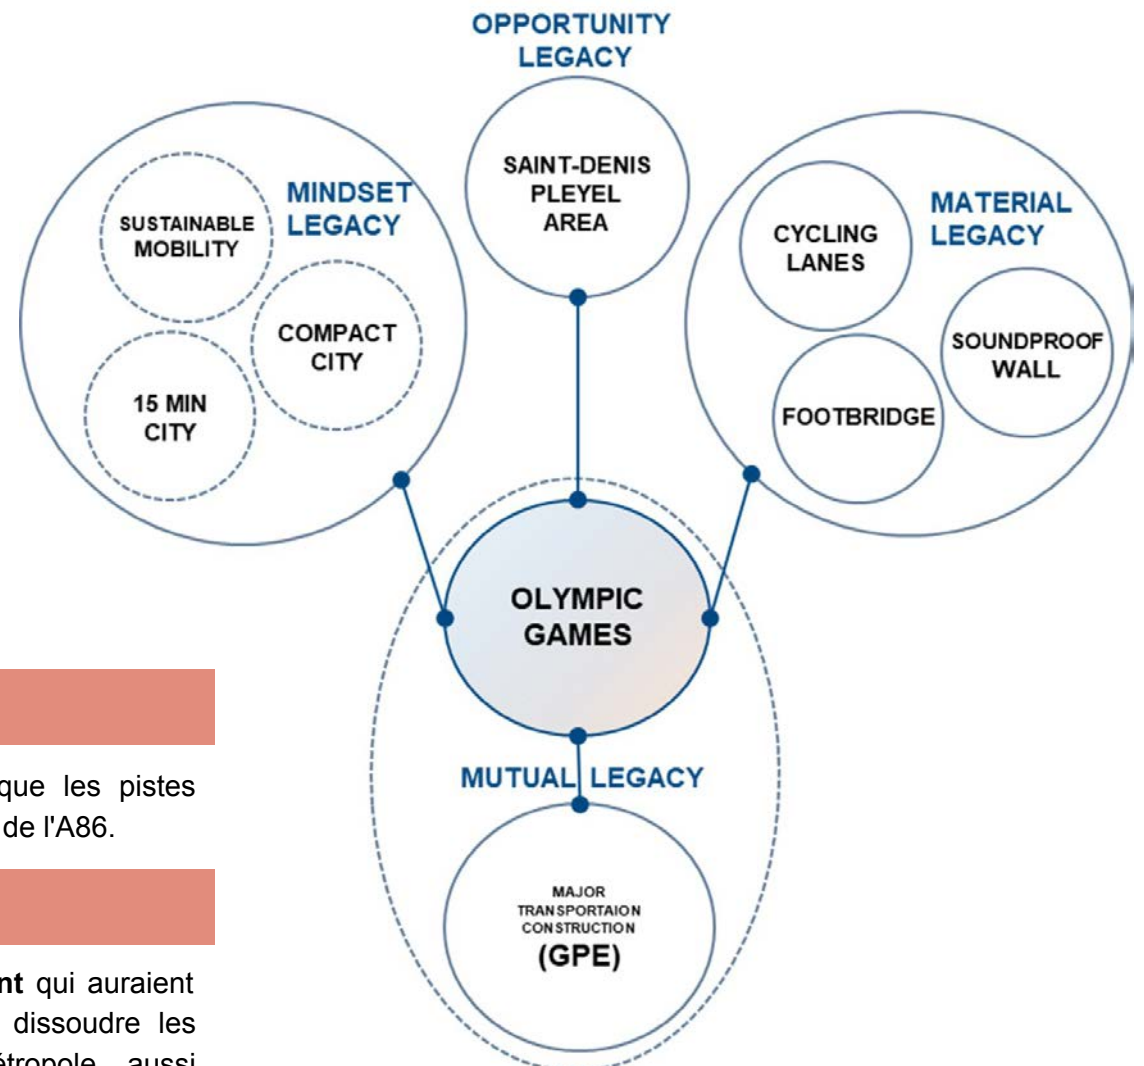 OPPORTUNITY
LEGACY
SAINT-DENIS
PLEYEL
AREA
MINDSET
LEGACY
SUSTAINABLE
MOBILITY
COMPACT
CITY
15 MIN
CITY
MATERIAL
LEGACY
CYCLING
LANES
SOUNDPROOF
WALL
FOOTBRIDGE
OLYMPIC
GAMES
MUTUAL LEGACY
MAJOR
TRANSPORTAION
CONSTRUCTION
(GPE)
que les pistes
de l'A86.
nt qui auraient
dissoudre les
étropole aussi